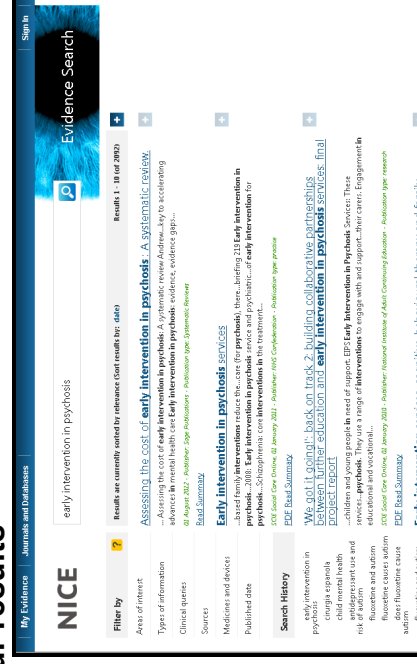 My Evidence
Journals and Databases
Sign In
NICE
early intervention in psychosis
Evidence Search
Filter by
?
Areas of interest
Types of information
Clinical queries
Sources
Medicines and devices
Published date
Search History
early intervention in
psychosis
cirurgia espanola
child mental health
antidepressant use and
risk of autism
fluoxetine and autism
fluoxetine causes autism
does fluoxetine cause
autism
Results are currently sorted by relevance (Sort results by: date)
Results 1 - 10 (of 2092)
Assessing the cost of early intervention in psychosis: A systematic review.
... Assessing the cost of early intervention in psychosis: A systematic review Andrew...key to accelerating
advances in mental health care Early intervention in psychosis: evidence, evidence gaps...
01 August 2012 - Publisher: Sage Publications - Publication type: Systematic Reviews
Read Summary
Early intervention in psychosis services
...based family interventions reduce the...care (for psychosis), there...briefing 219 Early intervention in
psychosis...2008: Early intervention in psychosis service and psychiatric...of early intervention for
psychosis...Schizophrenia: core interventions in the treatment...
SCIE Social Care Online, 01 January 2011 - Publisher: NHS Confederation - Publication type: practice
PDF Read Summary
'We got it going!': back on track 2: building collaborative partnerships
between further education and early intervention in psychosis services: final
project report
...children and young people in need of support. EIPS Early Intervention in Psychosis Services: These
services...psychosis. They use a range of interventions to engage with and support...their carers. Engagement in
educational and vocational...
SCIE Social Care Online, 01 January 2010 - Publisher: National Institute of Adult Continuing Education - Publication type: research
PDF Read Summary